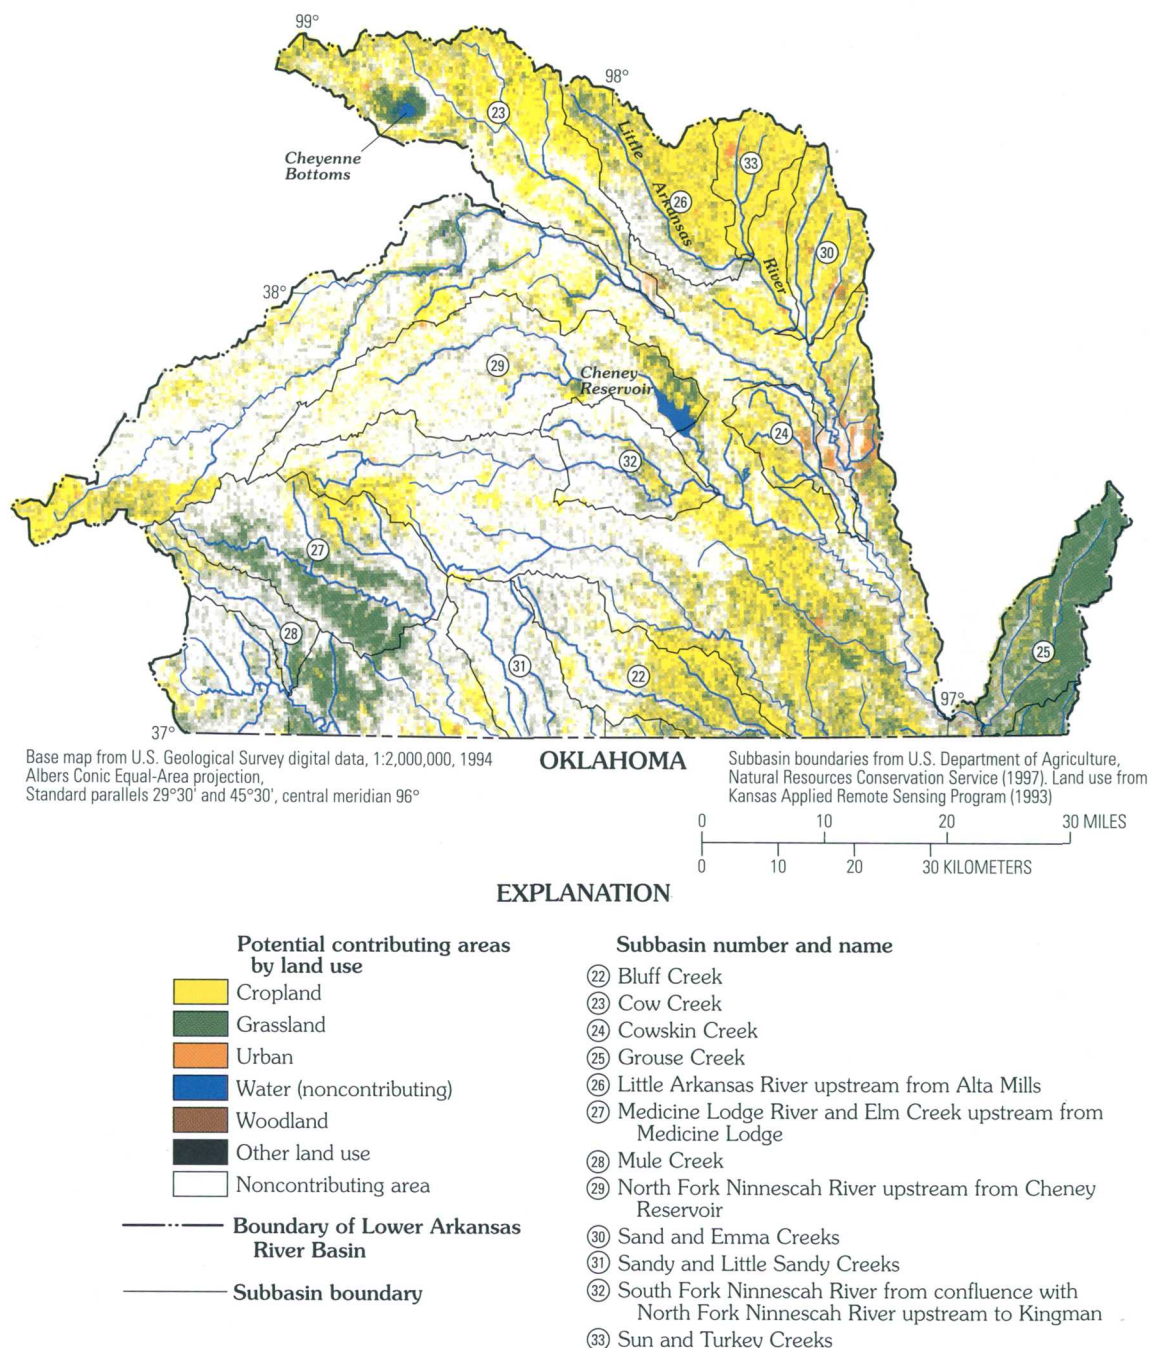 99°
98°
23
Little
33
Cheyenne
Bottoms
26
Arkansas
30
River
38°
29
Cheney
Reservoir
24
32
27
28
31
22
25
97°
37°
Base map from U.S. Geological Survey digital data, 1:2,000,000, 1994
Albers Conic Equal-Area projection,
Standard parallels 29°30' and 45°30', central meridian 96°
OKLAHOMA
Subbasin boundaries from U.S. Department of Agriculture,
Natural Resources Conservation Service (1997). Land use from
Kansas Applied Remote Sensing Program (1993)
0 10 20 30 MILES
0 10 20 30 KILOMETERS
EXPLANATION
Potential contributing areas
by land use
Cropland
Grassland
Urban
Water (noncontributing)
Woodland
Other land use
Noncontributing area
Boundary of Lower Arkansas
River Basin
Subbasin boundary
Subbasin number and name
22 Bluff Creek
23 Cow Creek
24 Cowskin Creek
25 Grouse Creek
26 Little Arkansas River upstream from Alta Mills
27 Medicine Lodge River and Elm Creek upstream from
Medicine Lodge
28 Mule Creek
29 North Fork Ninnescah River upstream from Cheney
Reservoir
30 Sand and Emma Creeks
31 Sandy and Little Sandy Creeks
32 South Fork Ninnescah River from confluence with
North Fork Ninnescah River upstream to Kingman
33 Sun and Turkey Creeks